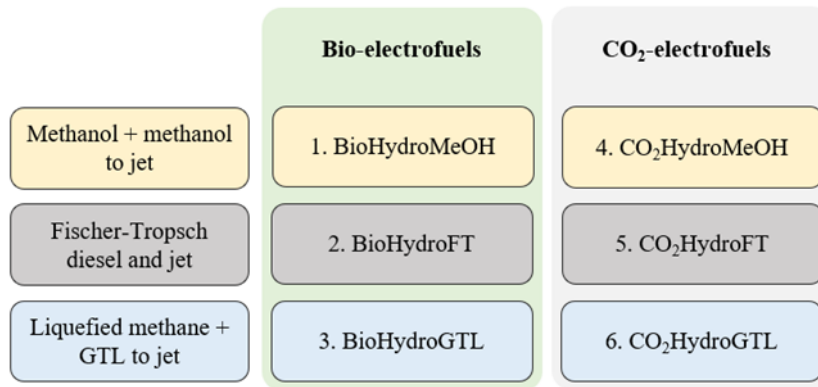 Bio-electrofuels
CO₂-electrofuels
Methanol + methanol
to jet
1. BioHydroMeOH
4. CO₂HydroMeOH
Fischer-Tropsch
diesel and jet
2. BioHydroFT
5. CO₂HydroFT
Liquefied methane +
GTL to jet
3. BioHydroGTL
6. CO₂HydroGTL